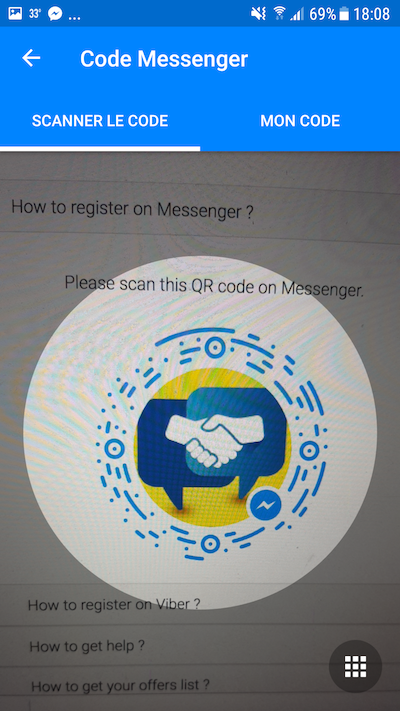 33° ... 69% 18:08
Code Messenger
SCANNER LE CODE MON CODE
How to register on Messenger ?
Please scan this QR code on Messenger.
How to register on Viber ?
How to get help ?
How to get your offers list ?